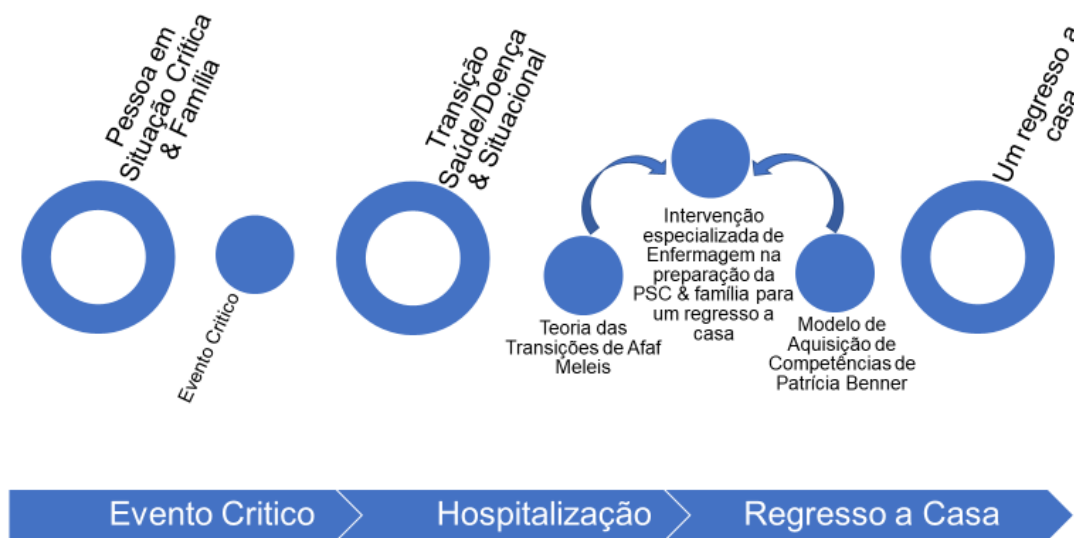 Pessoa em
Situação Crítica
& Família
Evento Crítico
Transição
Saúde/Doença
& Situacional
Teoria das
Transições de Afaf
Meleis
Intervenção
especializada de
Enfermagem na
preparação da
PSC & família para
um regresso a
casa
Modelo de
Aquisição de
Competências de
Patrícia Benner
Um regresso a
casa
Evento Critico
Hospitalização
Regresso a Casa